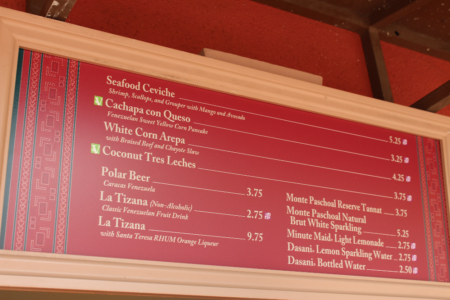 Seafood Ceviche 5.25
Shrimp, Scallops, and Grouper with Mango and Avocado
Cachapa con Queso 3.25
Venezuelan Sweet Yellow Corn Pancake
White Corn Arepa 4.25
with Braised Beef and Chayote Slaw
Coconut Tres Leches 3.75
Polar Beer 3.75
Caracas Venezuela
La Tizana (Non-Alcoholic) 2.75
Classic Venezuelan Fruit Drink
La Tizana 9.75
with Santa Teresa RHUM Orange Liqueur
Monte Paschoal Reserve Tannat 3.75
Monte Paschoal Natural
Brut White Sparkling 5.25
Minute Maid® Light Lemonade 2.75
Dasani® Lemon Sparkling Water 2.75
Dasani® Bottled Water 2.50